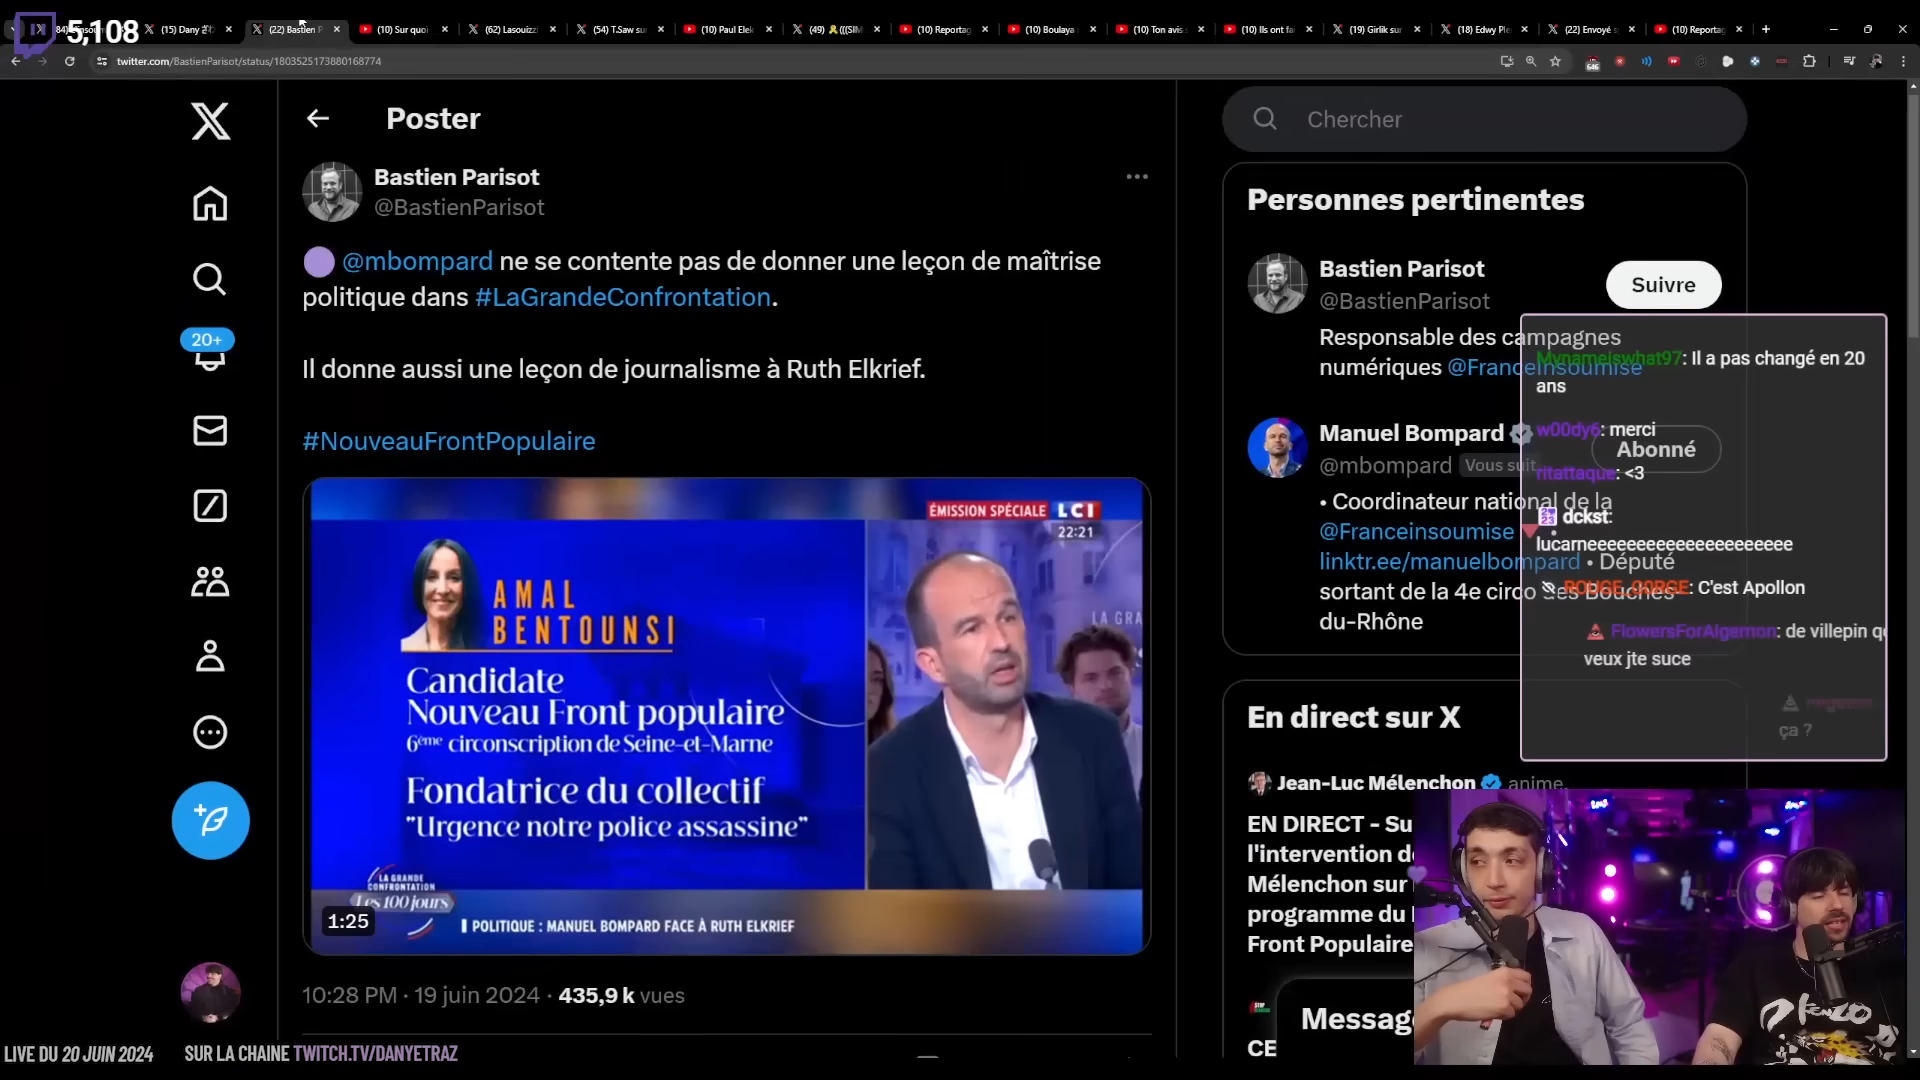 5,108
(15) Dany
(22) Bastien P
(10) Sur quoi
(62) Lasouizzi
(54) T.Saw su
(10) Paul Elek
(10) Reportag
(10) Boulaya
(10) Ton avis
(10) Ils ont fai
(19) Girlik sur
(18) Edwy Ple
(22) Envoyé s
(10) Reportag
twitter.com/BastienParisot/status/1803525173880168774
646
20+
Poster
Bastien Parisot
@BastienParisot
@mbompard ne se contente pas de donner une leçon de maîtrise
politique dans #LaGrandeConfrontation.
Il donne aussi une leçon de journalisme à Ruth Elkrief.
#NouveauFrontPopulaire
ÉMISSION SPÉCIALE LCI
22:21
LA GRA
AMAL
BENTOUNSI
Candidate
Nouveau Front populaire
6ème circonscription de Seine-et-Marne
Fondatrice du collectif
"Urgence notre police assassine"
LA GRANDE
CONFRONTATION
Les 100 jours
1:25
POLITIQUE : MANUEL BOMPARD FACE À RUTH ELKRIEF
10:28 PM · 19 juin 2024 · 435,9 k vues
Chercher
Personnes pertinentes
Bastien Parisot
@BastienParisot
Suivre
Responsable des campagnes
numériques @FranceInsoumise
Manuel Bompard
@mbompard Vous suit
Abonné
• Coordinateur national de la
@Franceinsoumise •
linktr.ee/manuelbompard • Député
sortant de la 4e circo des Bouches-
du-Rhône
Mynameiswhat97: Il a pas changé en 20
ans
w00dy6: merci
ritattaque: <3
dckst:
lucarneeeeeeeeeeeeeeeeeeeee
ROUGE_G0RGE: C'est Apollon
FlowersForAlgernon: de villepin
veux jte suce
ça ?
En direct sur X
Jean-Luc Mélenchon anime.
EN DIRECT - Su
l'intervention d
Mélenchon sur
programme du
Front Populaire
Messag
CE
KENZO
LIVE DU 20 JUIN 2024 SUR LA CHAINE TWITCH.TV/DANYETRAZ